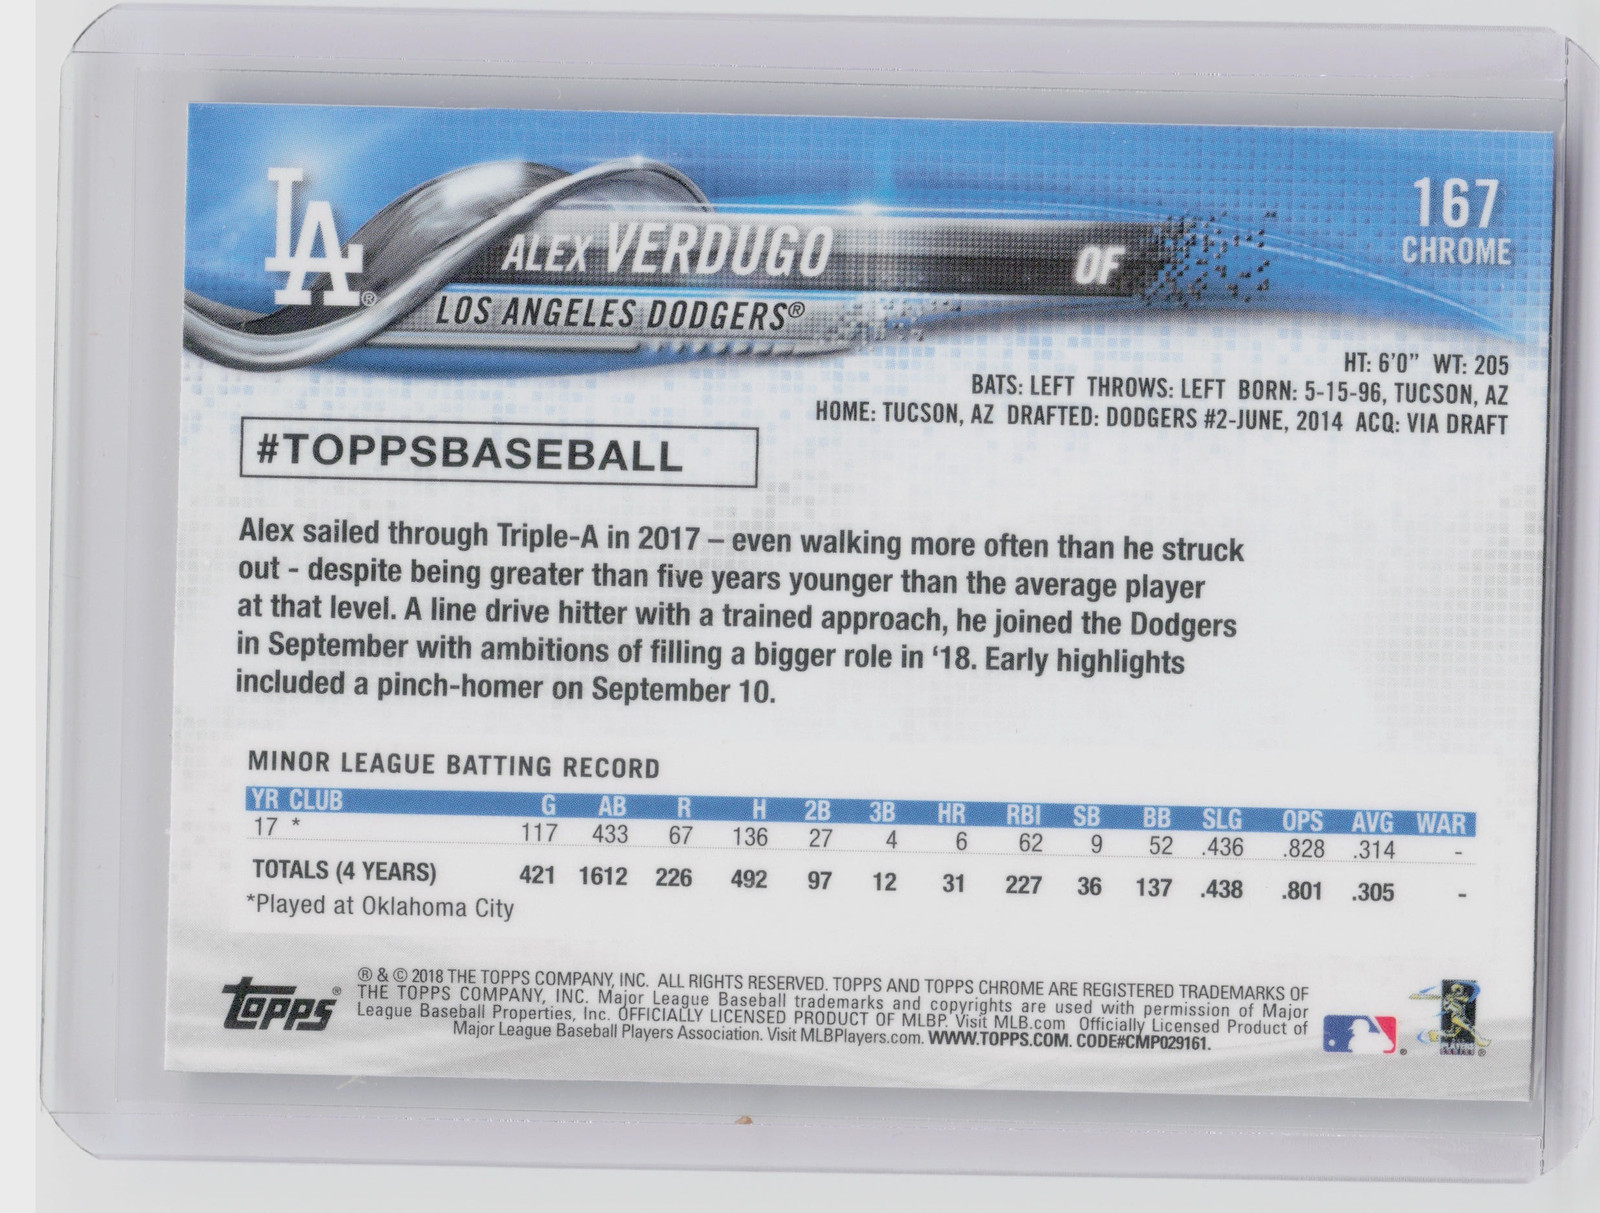 LA®
ALEX VERDUGO OF
LOS ANGELES DODGERS®
167
CHROME
HT: 6'0” WT: 205
BATS: LEFT THROWS: LEFT BORN: 5-15-96, TUCSON, AZ
HOME: TUCSON, AZ DRAFTED: DODGERS #2-JUNE, 2014 ACQ: VIA DRAFT
#TOPPSBASEBALL
Alex sailed through Triple-A in 2017 – even walking more often than he struck
out - despite being greater than five years younger than the average player
at that level. A line drive hitter with a trained approach, he joined the Dodgers
in September with ambitions of filling a bigger role in ‘18. Early highlights
included a pinch-homer on September 10.
MINOR LEAGUE BATTING RECORD
YR CLUB G AB R H 2B 3B HR RBI SB BB SLG OPS AVG WAR
17 * 117 433 67 136 27 4 6 62 9 52 .436 .828 .314 -
TOTALS (4 YEARS) 421 1612 226 492 97 12 31 227 36 137 .438 .801 .305 -
*Played at Oklahoma City
topps®
® & © 2018 THE TOPPS COMPANY, INC. ALL RIGHTS RESERVED. TOPPS AND TOPPS CHROME ARE REGISTERED TRADEMARKS OF
THE TOPPS COMPANY, INC. Major League Baseball trademarks and copyrights are used with permission of Major
League Baseball Properties, Inc. OFFICIALLY LICENSED PRODUCT OF MLBP. Visit MLB.com Officially Licensed Product of
Major League Baseball Players Association. Visit MLBPlayers.com. WWW.TOPPS.COM. CODE#CMP029161.
PLAYERS